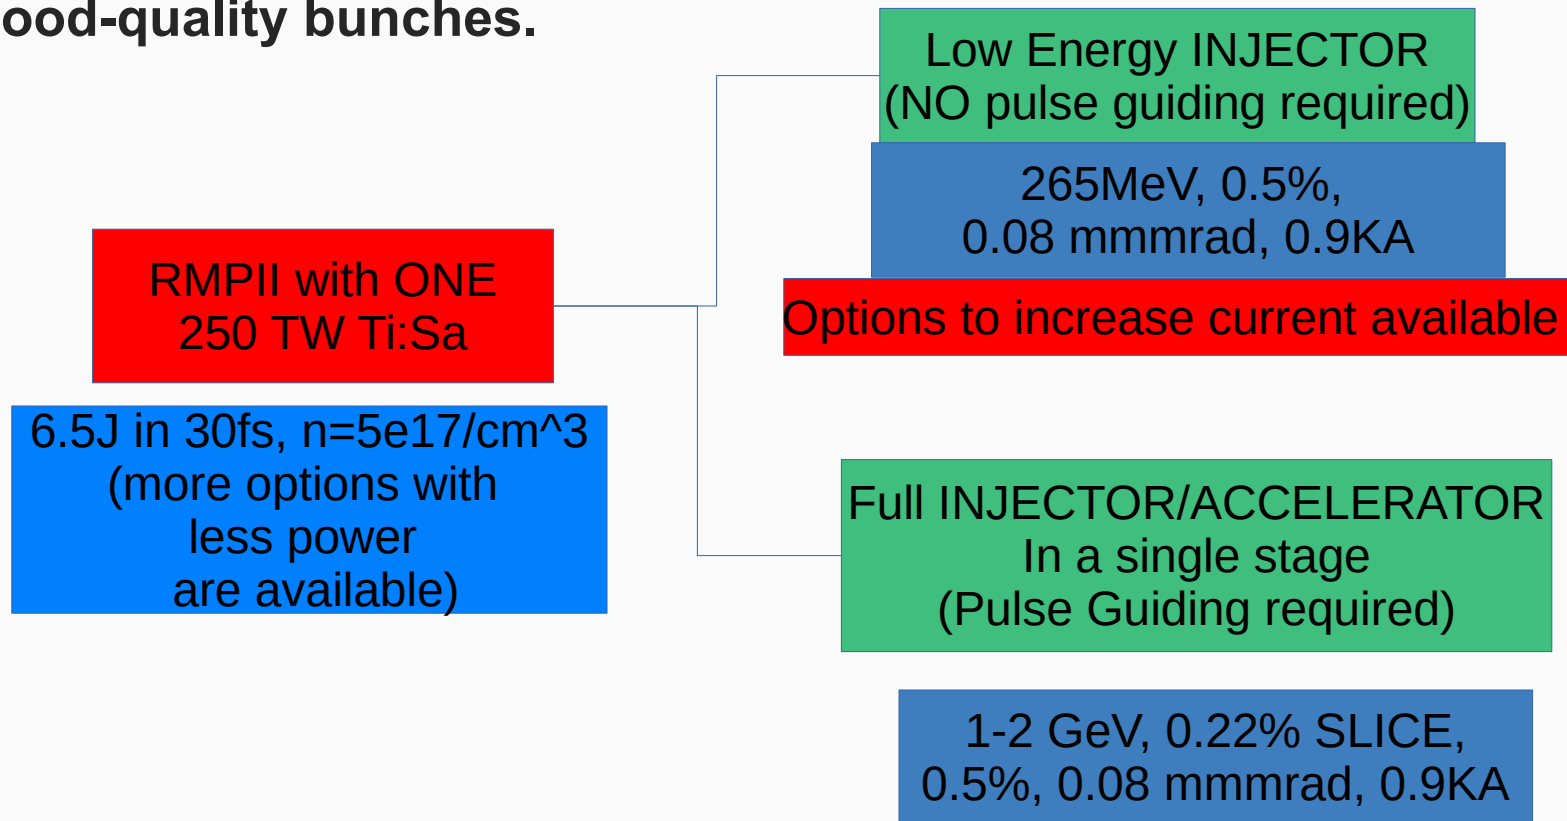 ood-quality bunches.
Low Energy INJECTOR
(NO pulse guiding required)
265MeV, 0.5%,
0.08 mmmrad, 0.9KA
Options to increase current available
RMPII with ONE
250 TW Ti:Sa
6.5J in 30fs, n=5e17/cm^3
(more options with
less power
are available)
Full INJECTOR/ACCELERATOR
In a single stage
(Pulse Guiding required)
1-2 GeV, 0.22% SLICE,
0.5%, 0.08 mmmrad, 0.9KA